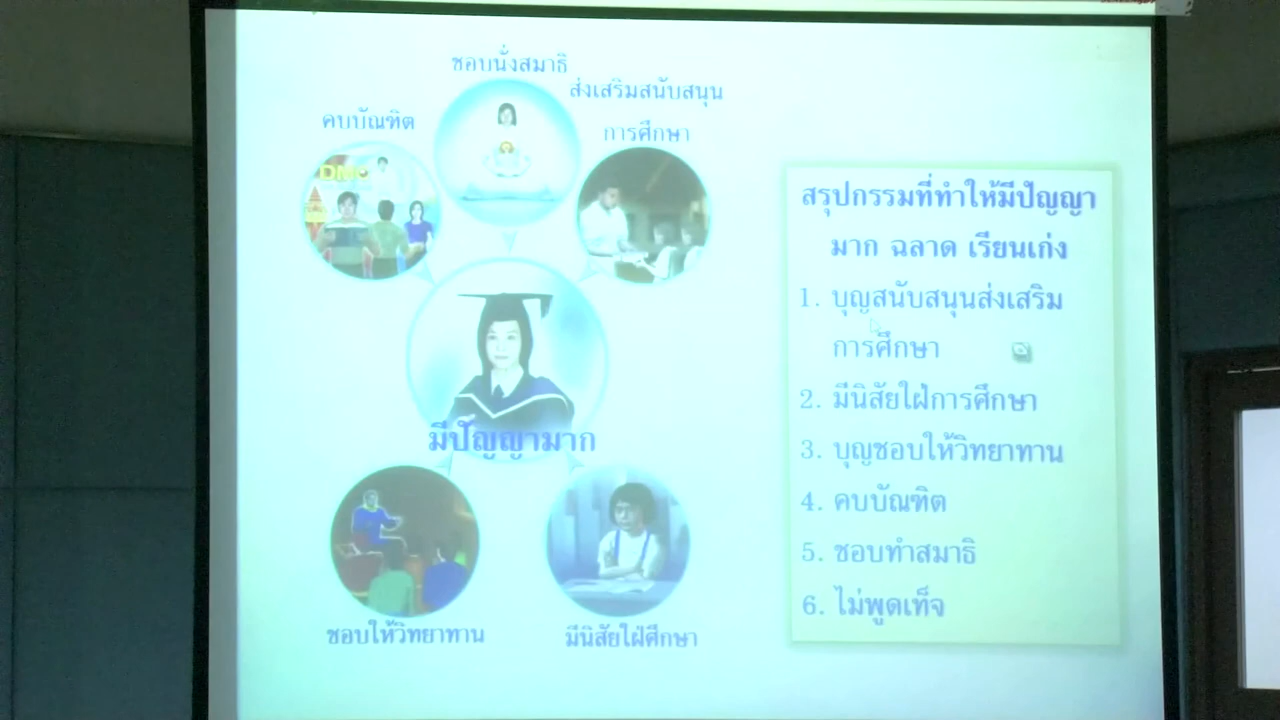 ชอบนั่งสมาธิ
ส่งเสริมสนับสนุน
การศึกษา
คบบัณฑิต
DMC
มีปัญญามาก
ชอบให้วิทยาทาน
มีนิสัยใฝ่ศึกษา
สรุปกรรมที่ทำให้มีปัญญา
มาก ฉลาด เรียนเก่ง
1. บุญสนับสนุนส่งเสริม
การศึกษา
2. มีนิสัยใฝ่การศึกษา
3. บุญชอบให้วิทยาทาน
4. คบบัณฑิต
5. ชอบทำสมาธิ
6. ไม่พูดเท็จ